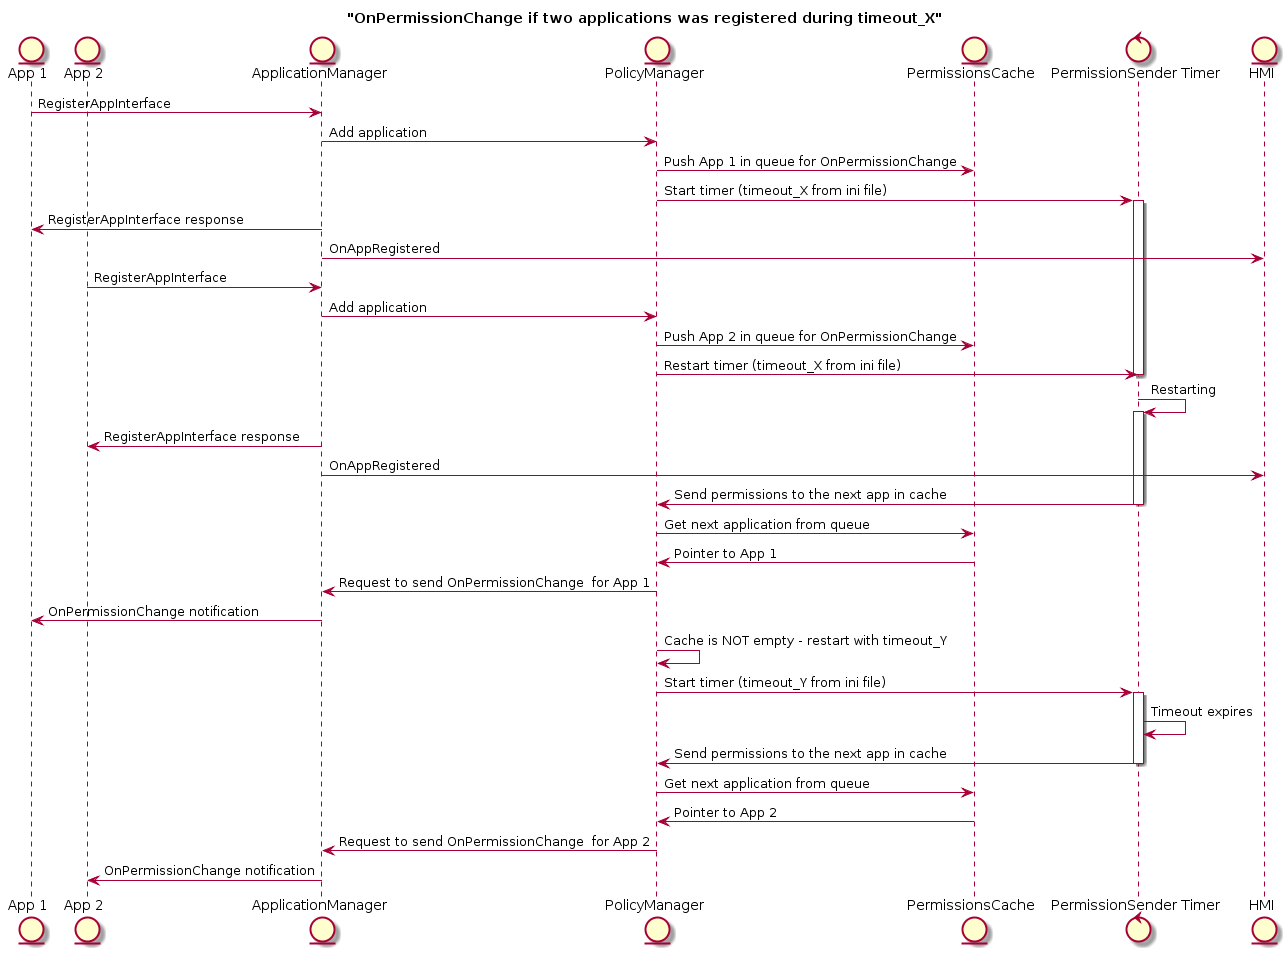 "OnPermissionChange if two applications was registered during timeout_X"
App 1 App 2 ApplicationManager PolicyManager PermissionsCache PermissionSender Timer HMI
RegisterAppInterface
Add application
Push App 1 in queue for OnPermissionChange
Start timer (timeout_X from ini file)
RegisterAppInterface response
OnAppRegistered
RegisterAppInterface
Add application
Push App 2 in queue for OnPermissionChange
Restart timer (timeout_X from ini file)
Restarting
RegisterAppInterface response
OnAppRegistered
Send permissions to the next app in cache
Get next application from queue
Pointer to App 1
Request to send OnPermissionChange  for App 1
OnPermissionChange notification
Cache is NOT empty - restart with timeout_Y
Start timer (timeout_Y from ini file)
Timeout expires
Send permissions to the next app in cache
Get next application from queue
Pointer to App 2
Request to send OnPermissionChange  for App 2
OnPermissionChange notification
App 1 App 2 ApplicationManager PolicyManager PermissionsCache PermissionSender Timer HMI